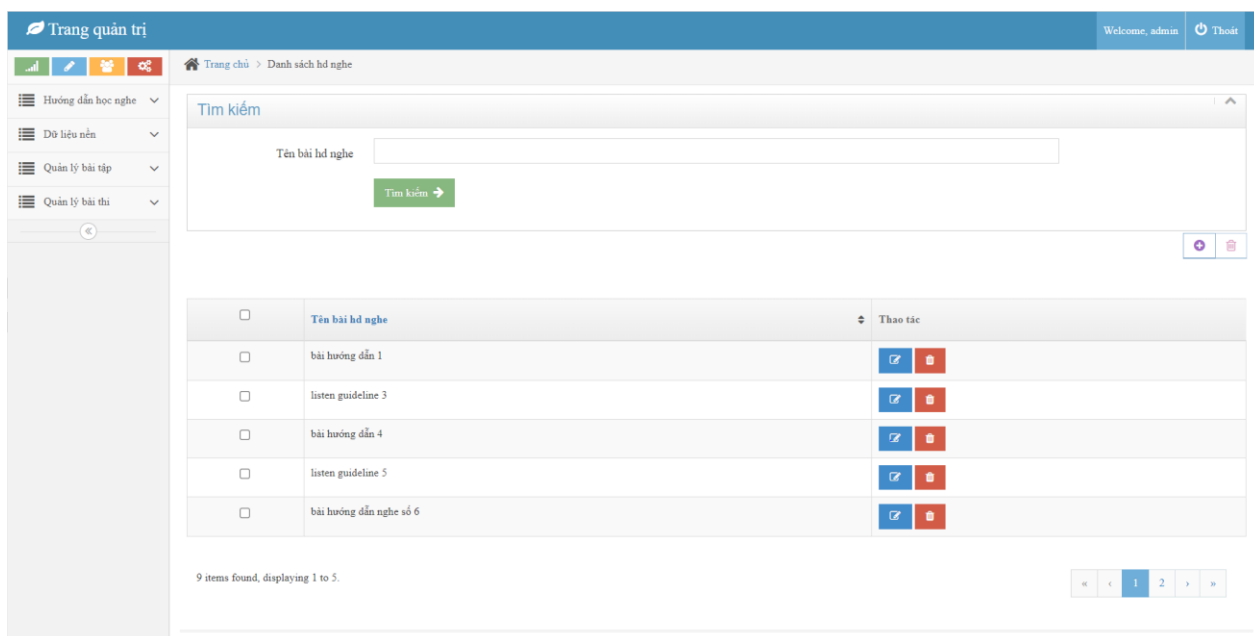 Trang quản trị
Welcome, admin
Thoát
Trang chủ > Danh sách hd nghe
Hướng dẫn học nghe
Dữ liệu nền
Quản lý bài tập
Quản lý bài thi
Tìm kiếm
Tên bài hd nghe
Tìm kiếm
Tên bài hd nghe
Thao tác
bài hướng dẫn 1
listen guideline 3
bài hướng dẫn 4
listen guideline 5
bài hướng dẫn nghe số 6
9 items found, displaying 1 to 5.
« ‹ 1 2 › »